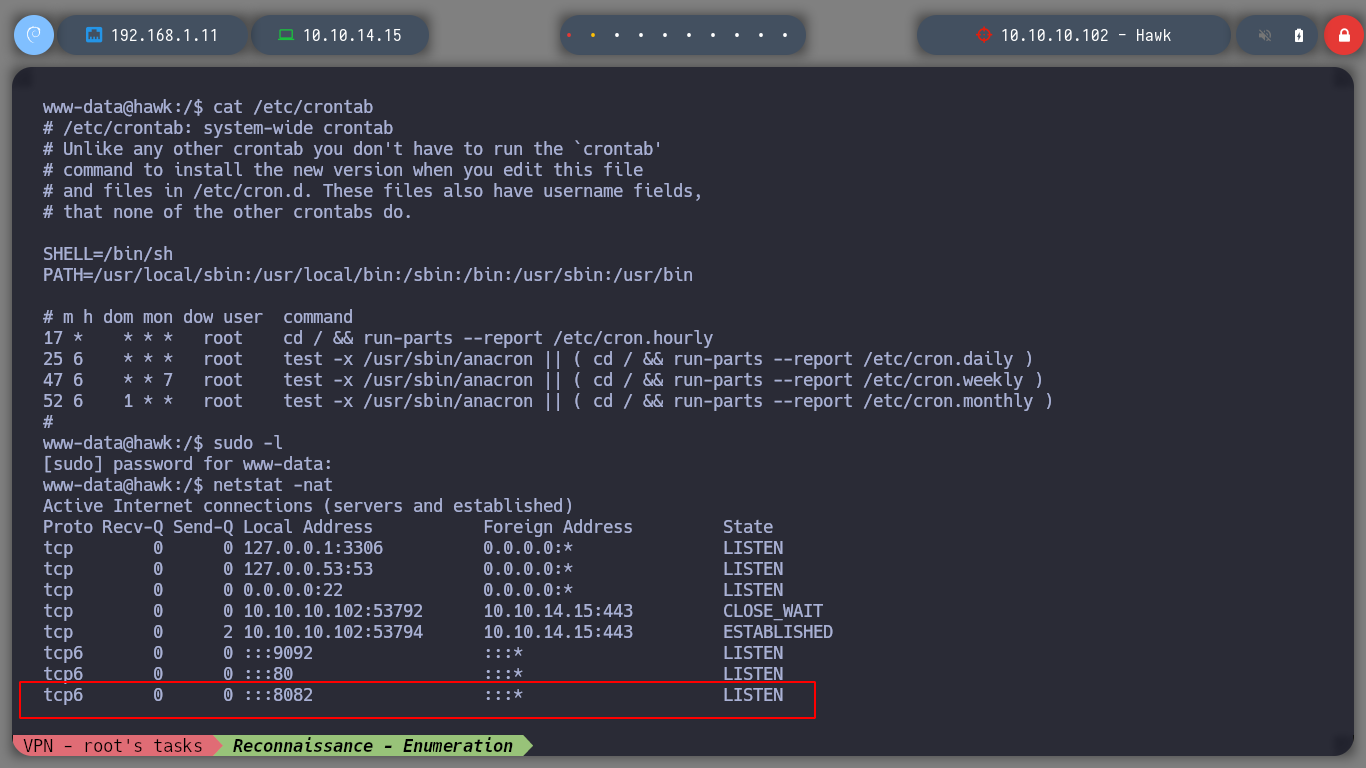 192.168.1.11
10.10.14.15
10.10.10.102 - Hawk
www-data@hawk:/$ cat /etc/crontab
# /etc/crontab: system-wide crontab
# Unlike any other crontab you don't have to run the `crontab'
# command to install the new version when you edit this file
# and files in /etc/cron.d. These files also have username fields,
# that none of the other crontabs do.
SHELL=/bin/sh
PATH=/usr/local/sbin:/usr/local/bin:/sbin:/bin:/usr/sbin:/usr/bin
# m h dom mon dow user  command
17 *    * * *   root    cd / && run-parts --report /etc/cron.hourly
25 6    * * *   root    test -x /usr/sbin/anacron || ( cd / && run-parts --report /etc/cron.daily )
47 6    * * 7   root    test -x /usr/sbin/anacron || ( cd / && run-parts --report /etc/cron.weekly )
52 6    1 * *   root    test -x /usr/sbin/anacron || ( cd / && run-parts --report /etc/cron.monthly )
#
www-data@hawk:/$ sudo -l
[sudo] password for www-data:
www-data@hawk:/$ netstat -nat
Active Internet connections (servers and established)
Proto Recv-Q Send-Q Local Address           Foreign Address         State
tcp        0      0 127.0.0.1:3306          0.0.0.0:*               LISTEN
tcp        0      0 127.0.0.53:53           0.0.0.0:*               LISTEN
tcp        0      0 0.0.0.0:22              0.0.0.0:*               LISTEN
tcp        0      0 10.10.10.102:53792      10.10.14.15:443         CLOSE_WAIT
tcp        0      2 10.10.10.102:53794      10.10.14.15:443         ESTABLISHED
tcp6       0      0 :::9092                 :::*                    LISTEN
tcp6       0      0 :::80                   :::*                    LISTEN
tcp6       0      0 :::8082                 :::*                    LISTEN
VPN - root's tasks
Reconnaissance - Enumeration